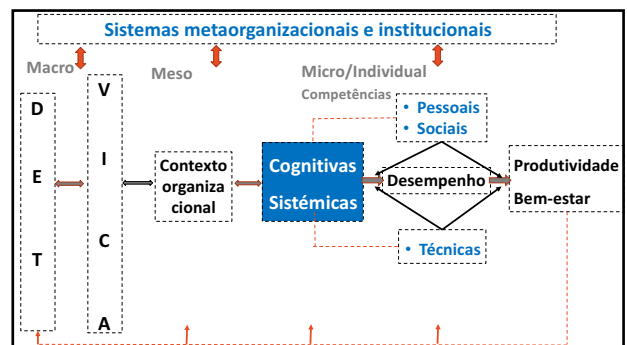 Sistemas metaorganizacionais e institucionais
Macro
Meso
Micro/Individual
Competências
D
E
T
V
I
C
A
Contexto
organiza
cional
Cognitivas
Sistémicas
• Pessoais
• Sociais
Desempenho
• Técnicas
Produtividade
Bem-estar